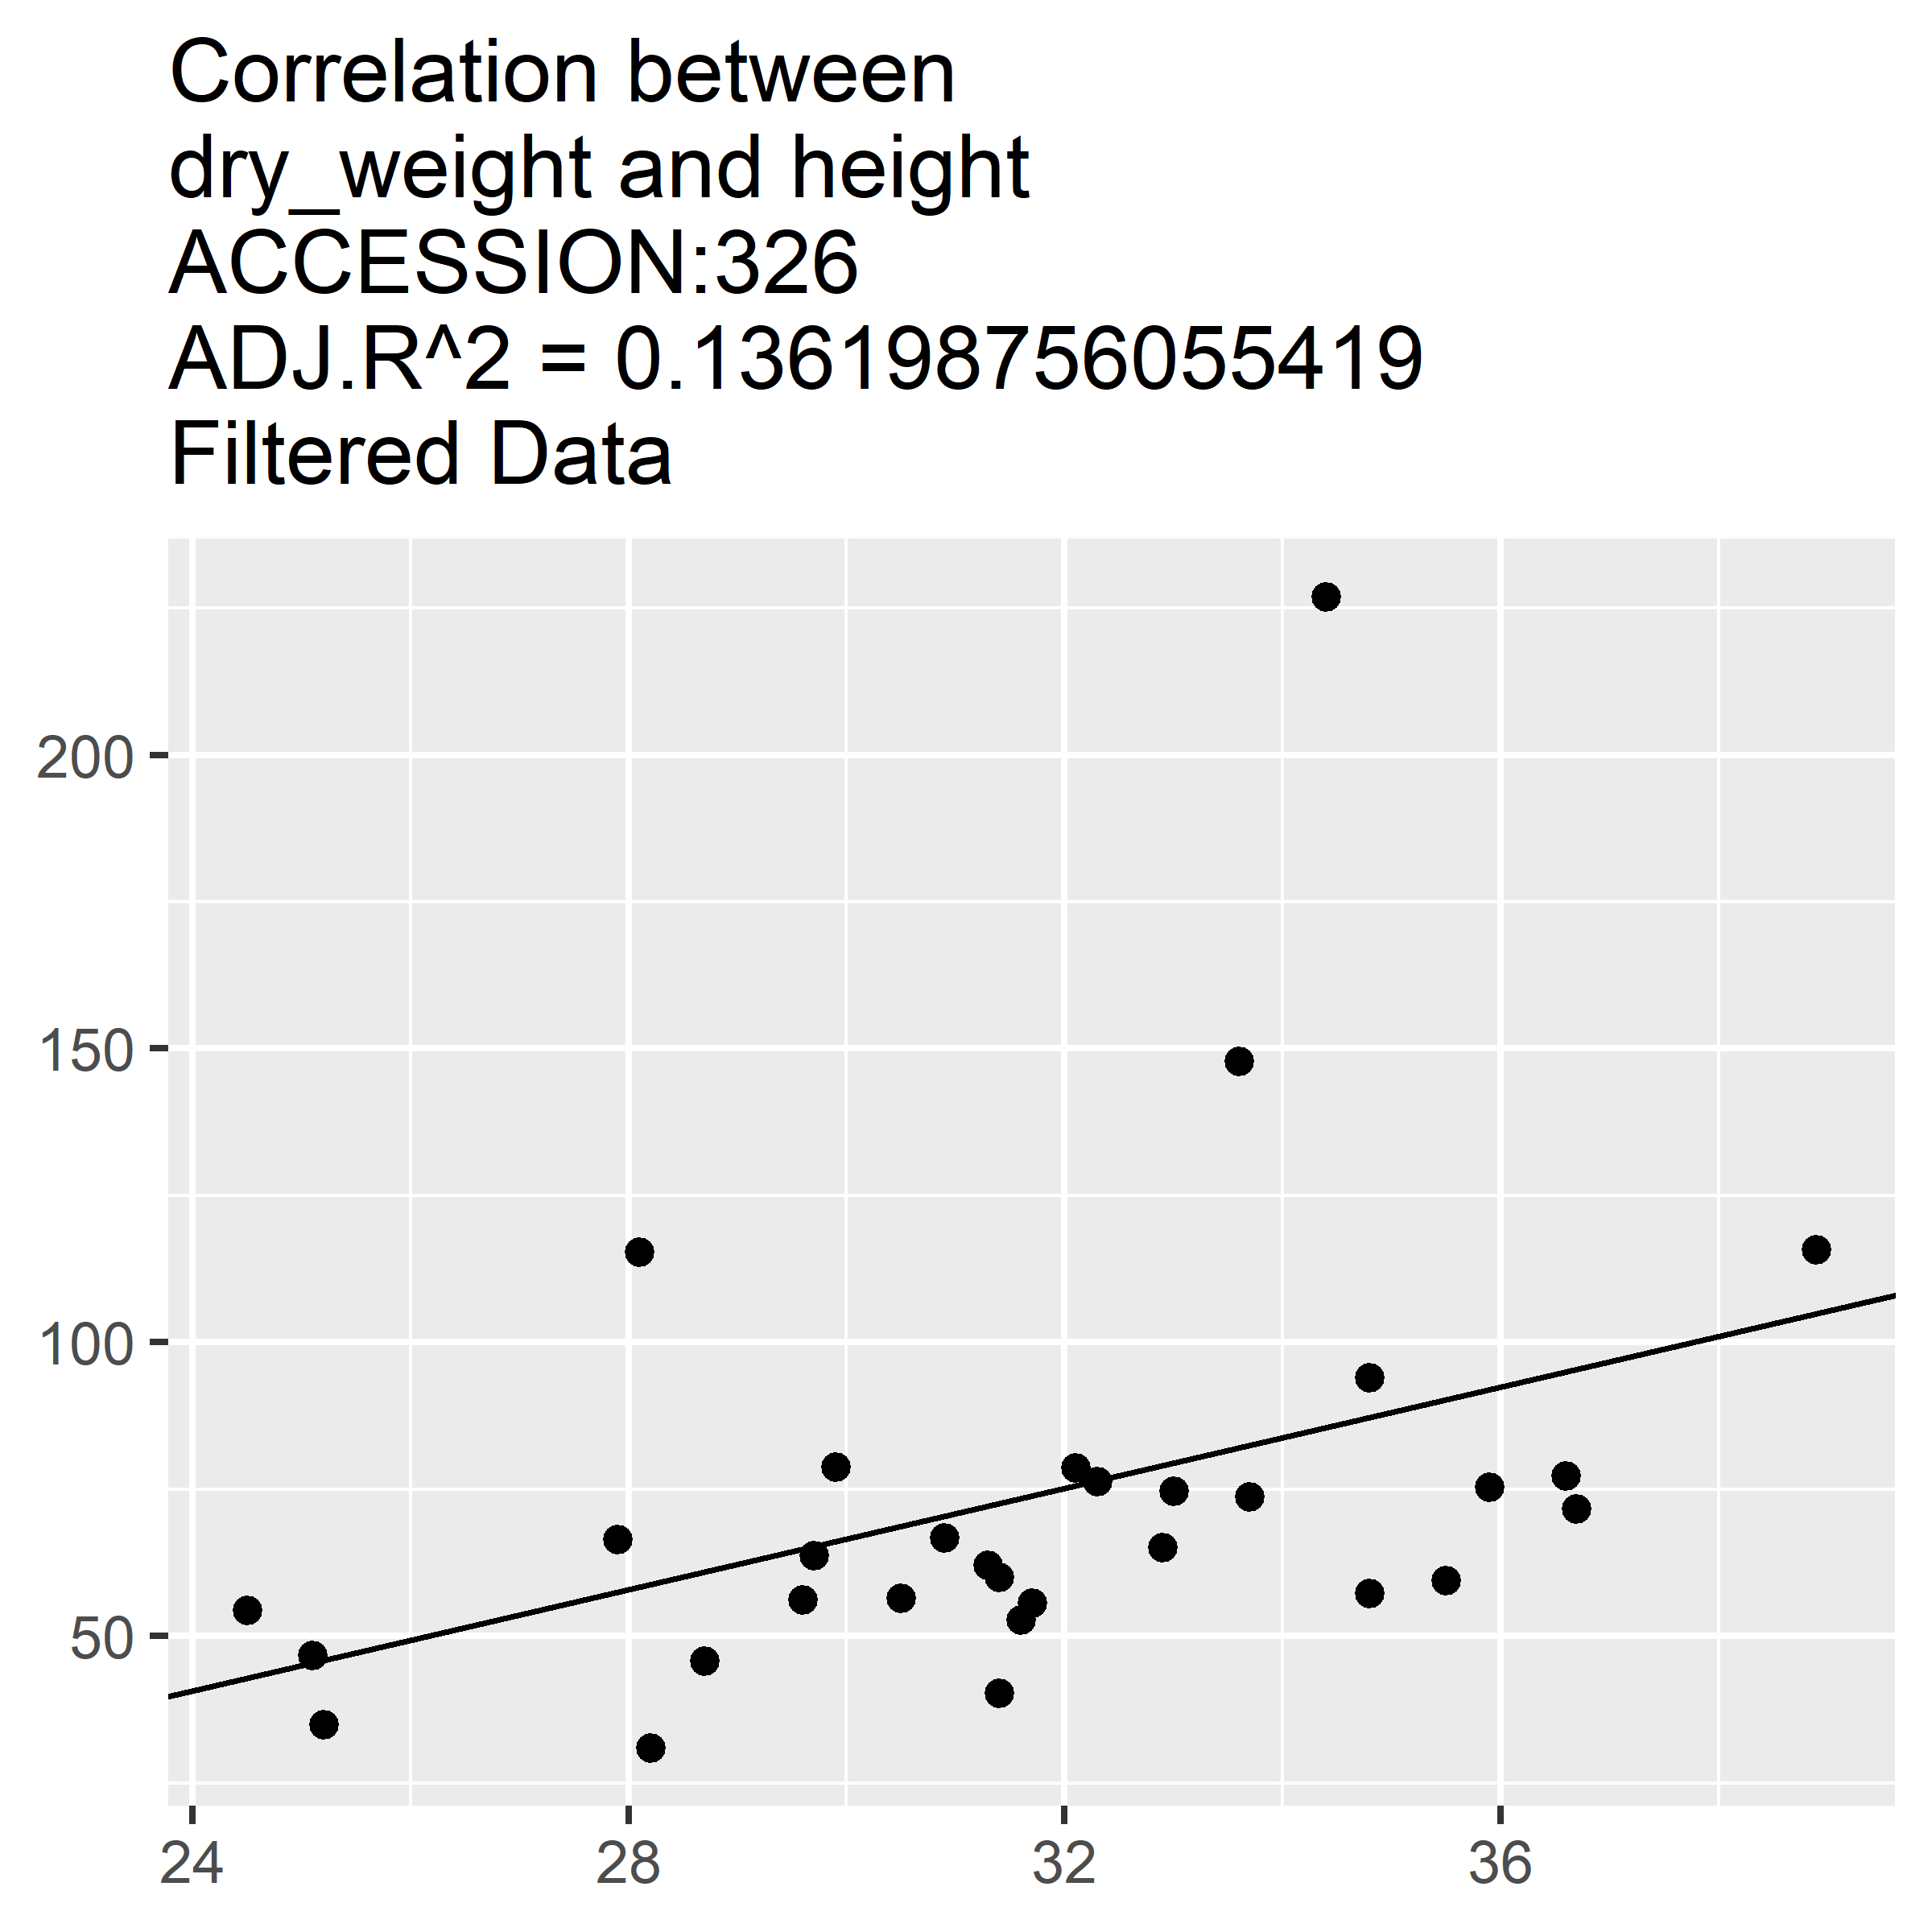 Correlation between
dry_weight and height
ACCESSION:326
ADJ.R^2 = 0.136198756055419
Filtered Data
200
150
100
50
24 28 32 36